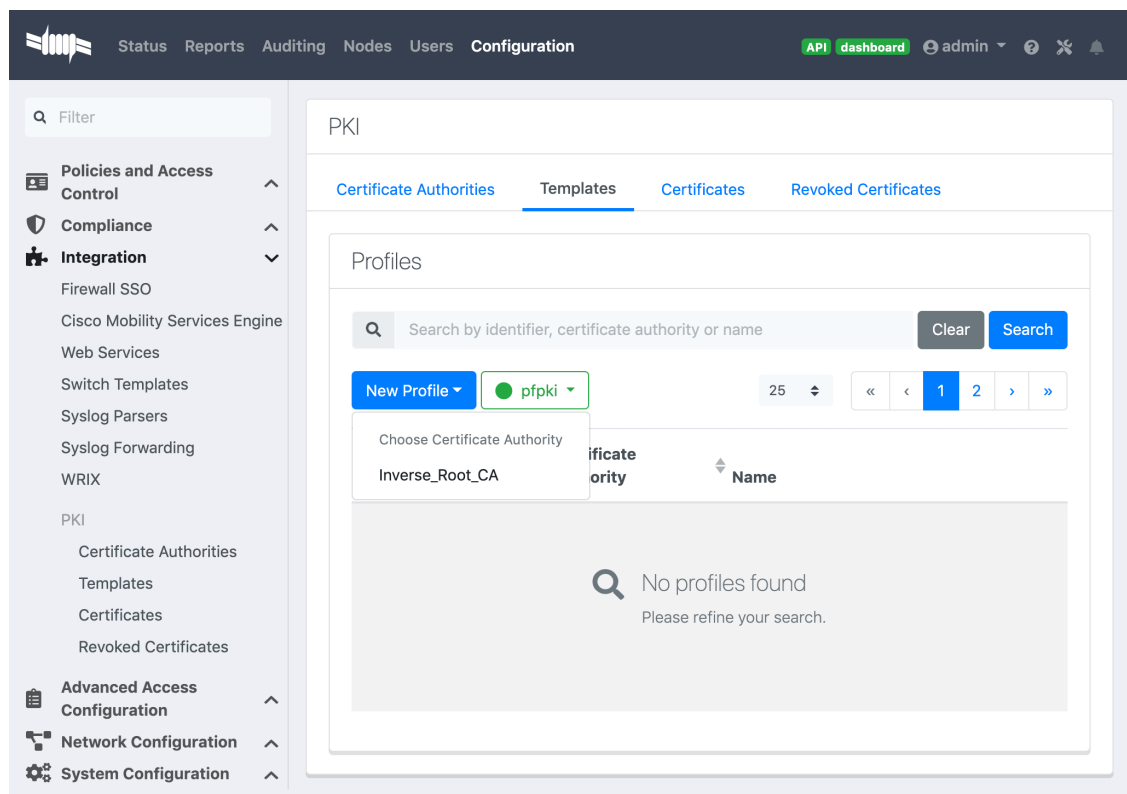 Status Reports Auditing Nodes Users Configuration
API dashboard admin
Filter
Policies and Access
Control
Compliance
Integration
Firewall SSO
Cisco Mobility Services Engine
Web Services
Switch Templates
Syslog Parsers
Syslog Forwarding
WRIX
PKI
Certificate Authorities
Templates
Certificates
Revoked Certificates
Advanced Access
Configuration
Network Configuration
System Configuration
PKI
Certificate Authorities Templates Certificates Revoked Certificates
Profiles
Search by identifier, certificate authority or name Clear Search
New Profile pfpki 25 « ‹ 1 2 › »
Choose Certificate Authority
Inverse_Root_CA
ificate
ority Name
No profiles found
Please refine your search.